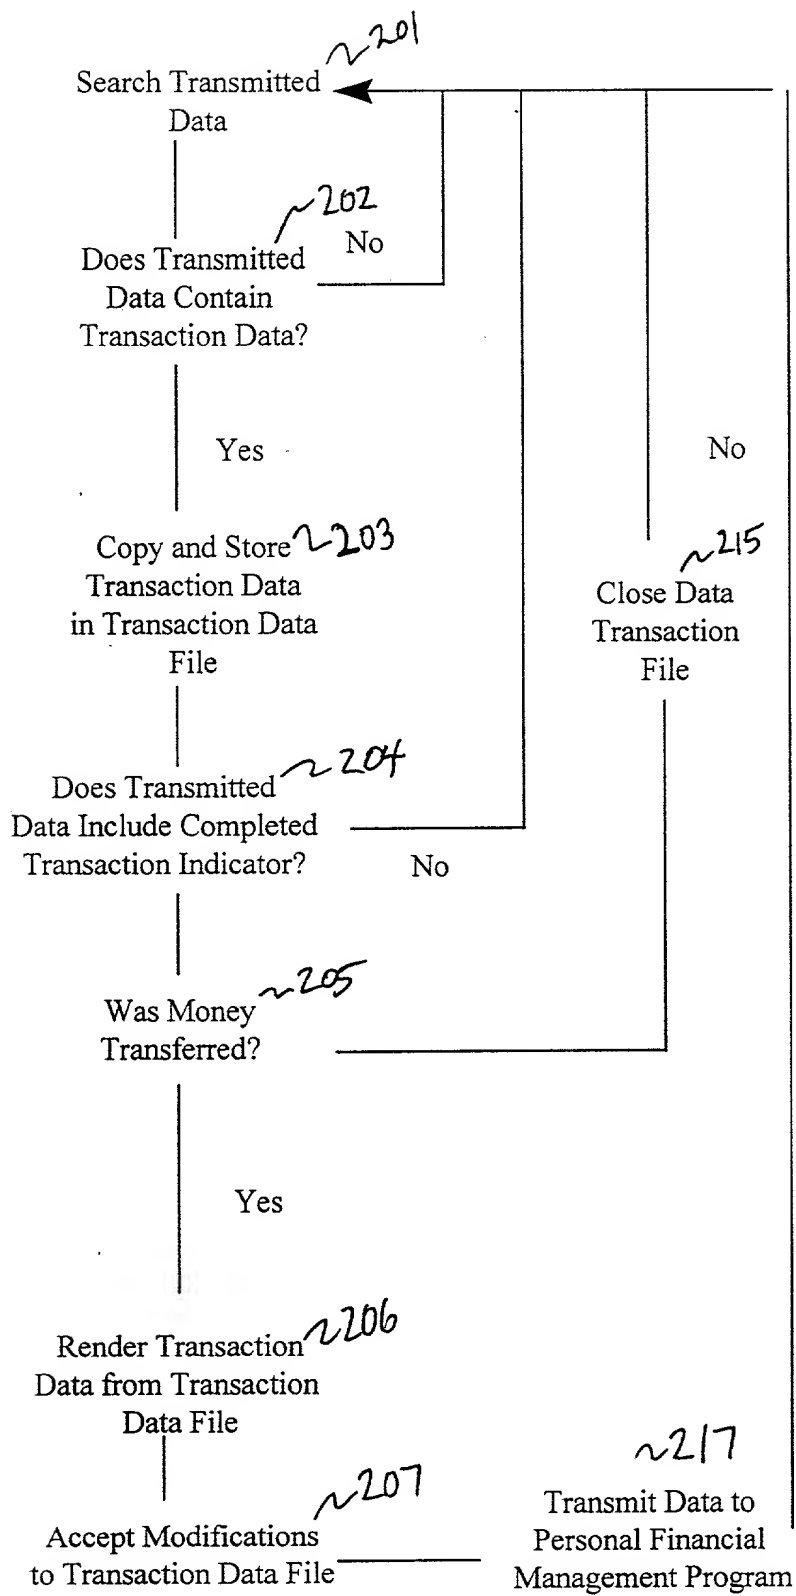 ~201
Search Transmitted
Data
~202
No
Does Transmitted
Data Contain
Transaction Data?
Yes
No
Copy and Store ~203
Transaction Data
in Transaction Data
File
~215
Close Data
Transaction
File
~204
Does Transmitted
Data Include Completed
Transaction Indicator?
No
~205
Was Money
Transferred?
Yes
Render Transaction ~206
Data from Transaction
Data File
~207
Accept Modifications
to Transaction Data File
~217
Transmit Data to
Personal Financial
Management Program